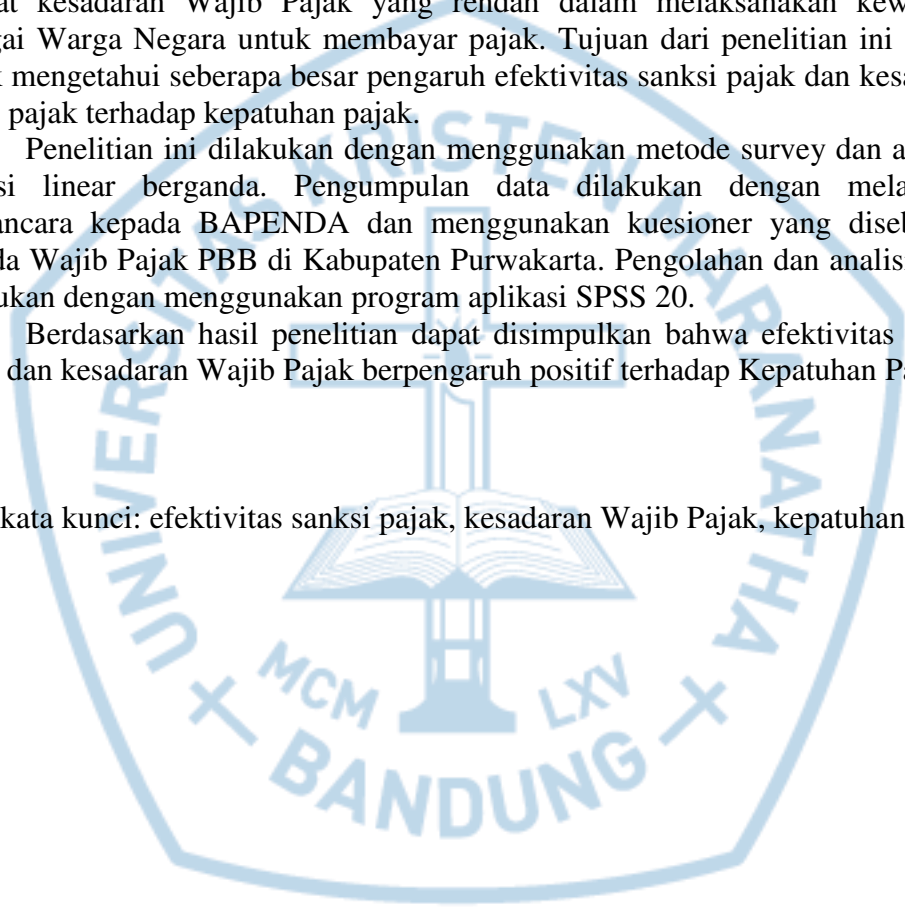 at kesadaran Wajib Pajak yang rendah dalam melaksanakan kew
gai Warga Negara untuk membayar pajak. Tujuan dari penelitian ini
k mengetahui seberapa besar pengaruh efektivitas sanksi pajak dan kesa
pajak terhadap kepatuhan pajak.
Penelitian ini dilakukan dengan menggunakan metode survey dan a
si linear berganda. Pengumpulan data dilakukan dengan mela
ancara kepada BAPENDA dan menggunakan kuesioner yang diseb
da Wajib Pajak PBB di Kabupaten Purwakarta. Pengolahan dan analis
ukan dengan menggunakan program aplikasi SPSS 20.
Berdasarkan hasil penelitian dapat disimpulkan bahwa efektivitas
dan kesadaran Wajib Pajak berpengaruh positif terhadap Kepatuhan Pa
kata kunci: efektivitas sanksi pajak, kesadaran Wajib Pajak, kepatuhan
UNIVERSITAS KRISTEN MARANATHA
MCM LXV
BANDUNG